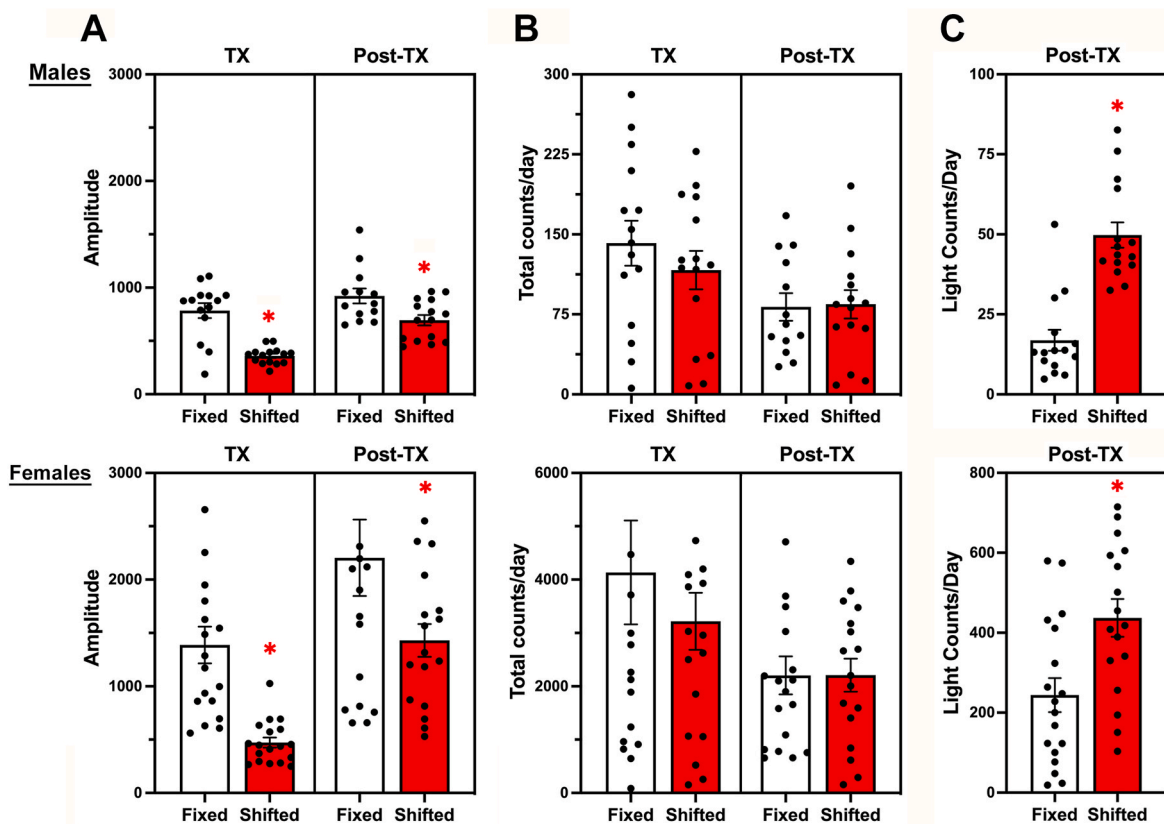 A
B
C
TX
Post-TX
TX
Post-TX
Post-TX
Males
3000
2000
1000
0
Amplitude
Fixed
Shifted
Fixed
Shifted
*
*
300
225
150
75
0
Total counts/day
Fixed
Shifted
Fixed
Shifted
100
75
50
25
0
Light Counts/Day
Fixed
Shifted
*
Females
TX
Post-TX
TX
Post-TX
Post-TX
3000
2000
1000
0
Amplitude
Fixed
Shifted
Fixed
Shifted
*
*
6000
4000
2000
0
Total counts/day
Fixed
Shifted
Fixed
Shifted
800
600
400
200
0
Light Counts/Day
Fixed
Shifted
*